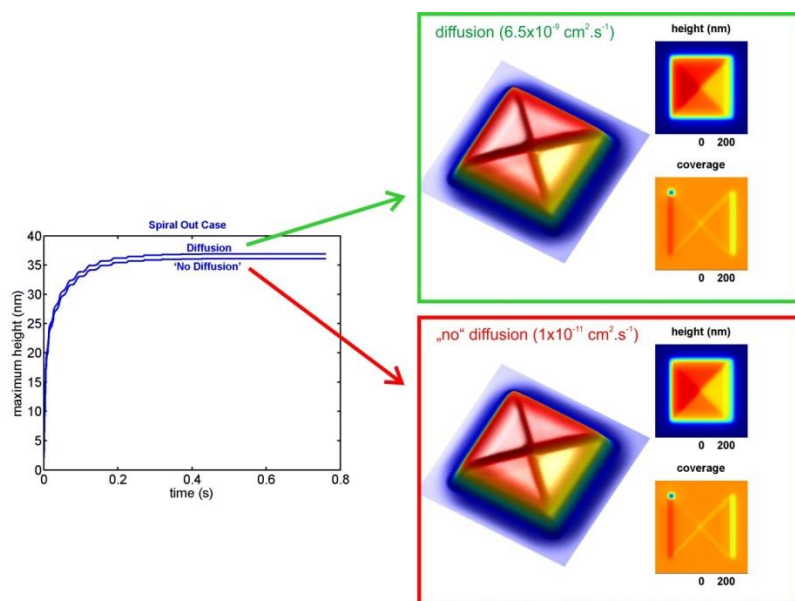 Spiral Out Case
Diffusion
'No Diffusion'
maximum height (nm)
40
35
30
25
20
15
10
5
0
0 0.2 0.4 0.6 0.8
time (s)
diffusion (6.5x10⁻⁹ cm².s⁻¹)
height (nm)
0 200
coverage
0 200
„no“ diffusion (1x10⁻¹¹ cm².s⁻¹)
height (nm)
0 200
coverage
0 200